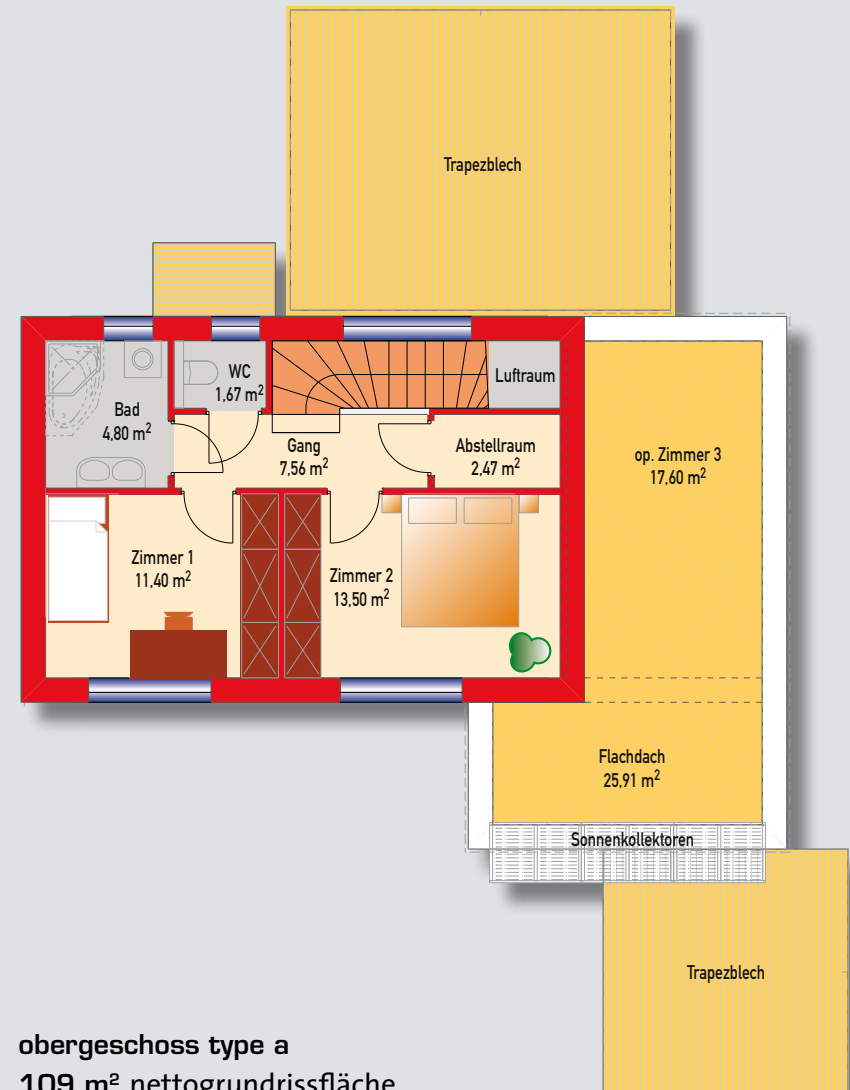 Trapezblech
WC
1,67 m²
Luftraum
Bad
4,80 m²
Gang
7,56 m²
Abstellraum
2,47 m²
op. Zimmer 3
17,60 m²
Zimmer 1
11,40 m²
Zimmer 2
13,50 m²
Flachdach
25,91 m²
Sonnenkollektoren
Trapezblech
obergeschoss type a
109 m² nettogrundrissfläche